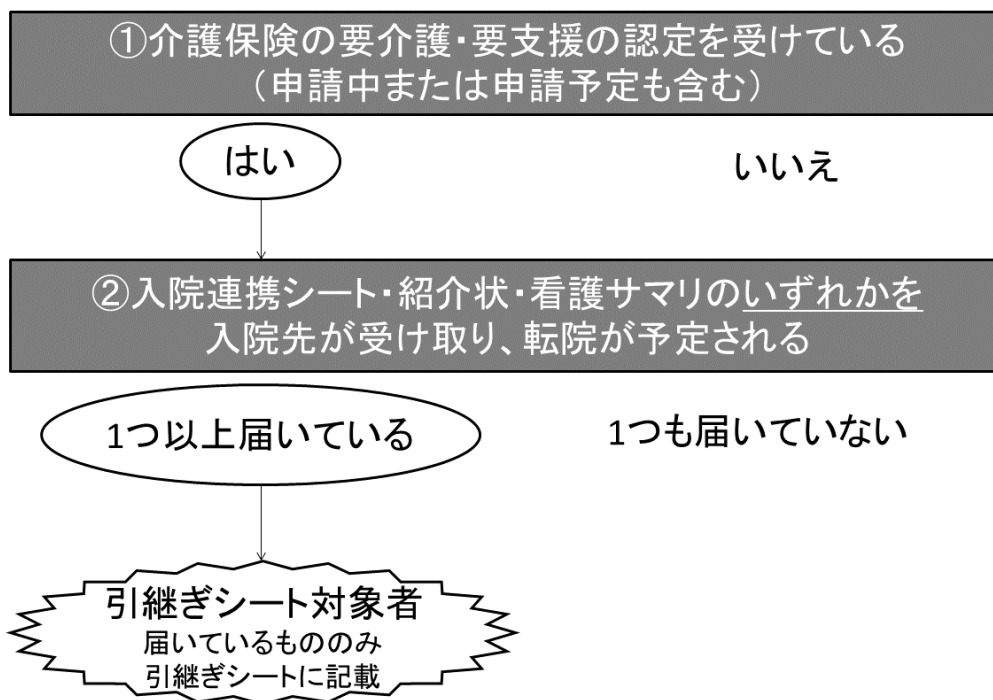 ①介護保険の要介護・要支援の認定を受けている
（申請中または申請予定も含む）
はい
いいえ
②入院連携シート・紹介状・看護サマリのいずれかを
入院先が受け取り、転院が予定される
1つ以上届いている
1つも届いていない
引継ぎシート対象者
届いているもののみ
引継ぎシートに記載